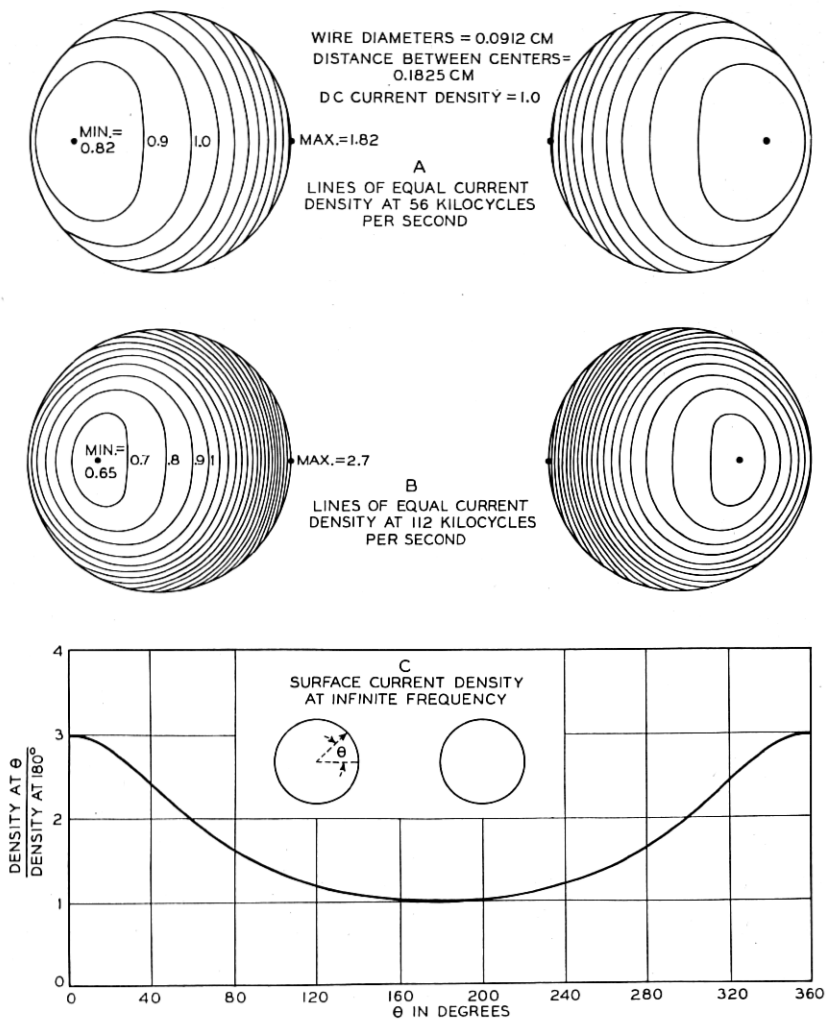 WIRE DIAMETERS = 0.0912 CM
DISTANCE BETWEEN CENTERS=
0.1825 CM
DC CURRENT DENSITY = 1.0
MIN.=
0.82
0.9
1.0
MAX.=1.82
A
LINES OF EQUAL CURRENT
DENSITY AT 56 KILOCYCLES
PER SECOND
MIN.=
0.65
0.7
.8
.9
1
MAX.=2.7
B
LINES OF EQUAL CURRENT
DENSITY AT 112 KILOCYCLES
PER SECOND
C
SURFACE CURRENT DENSITY
AT INFINITE FREQUENCY
θ
DENSITY AT θ
DENSITY AT 180°
4
3
2
1
0
0 40 80 120 160 200 240 280 320 360
θ IN DEGREES